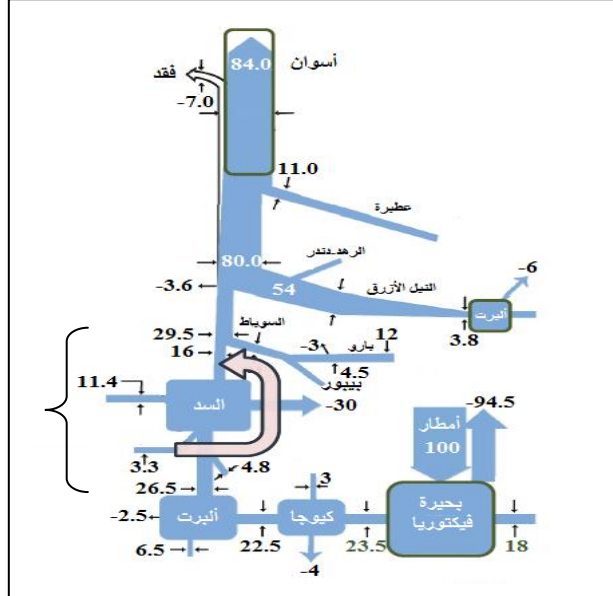 أسوان
84.0
فقد
-7.0
11.0
عطبرة
الرهد-دندر
80.0
54
النيل الأزرق
-6
ألبرت
3.8
-3.6
السوباط
29.5
16
-3
بارو
12
4.5
بيبور
11.4
السد
-30
-94.5
أمطار
100
3.3
4.8
26.5
3
ألبرت
-2.5
كيوجا
بحيرة
فيكتوريا
6.5
22.5
-4
23.5
18